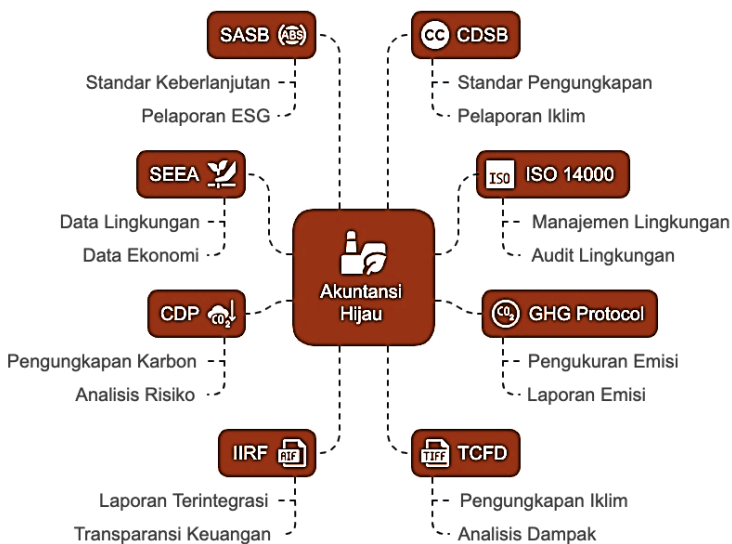 SASB (ABS)
Standar Keberlanjutan
Pelaporan ESG
CC CDSB
Standar Pengungkapan
Pelaporan Iklim
SEEA
Data Lingkungan
Data Ekonomi
ISO ISO 14000
Manajemen Lingkungan
Audit Lingkungan
Akuntansi
Hijau
CDP CO2
Pengungkapan Karbon
Analisis Risiko
CO2 GHG Protocol
Pengukuran Emisi
Laporan Emisi
IIRF AIF
Laporan Terintegrasi
Transparansi Keuangan
TIFF TCFD
Pengungkapan Iklim
Analisis Dampak